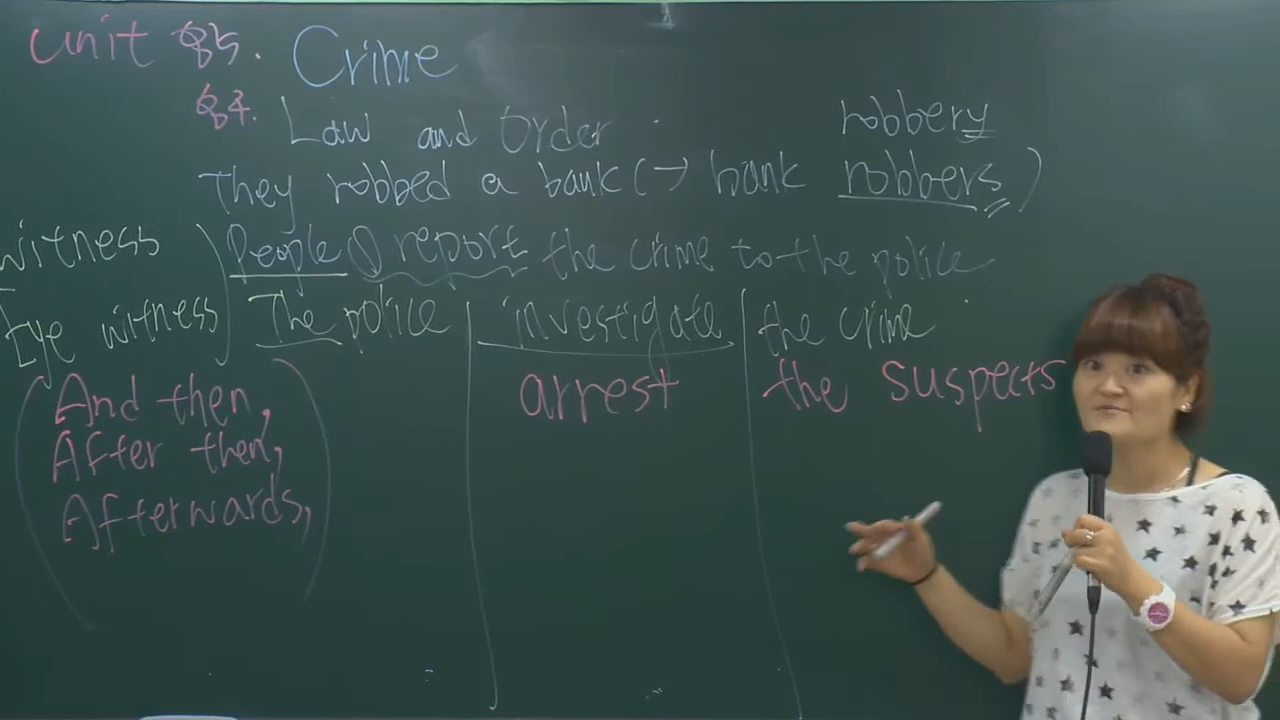 Unit 85. Crime
84. Law and Order
robbery
They robbed a bank (→ bank robbers)
witness
People ① report the crime to the police
Eye witness
The police investigate the crime
arrest the suspects
And then,
After then,
Afterwards,